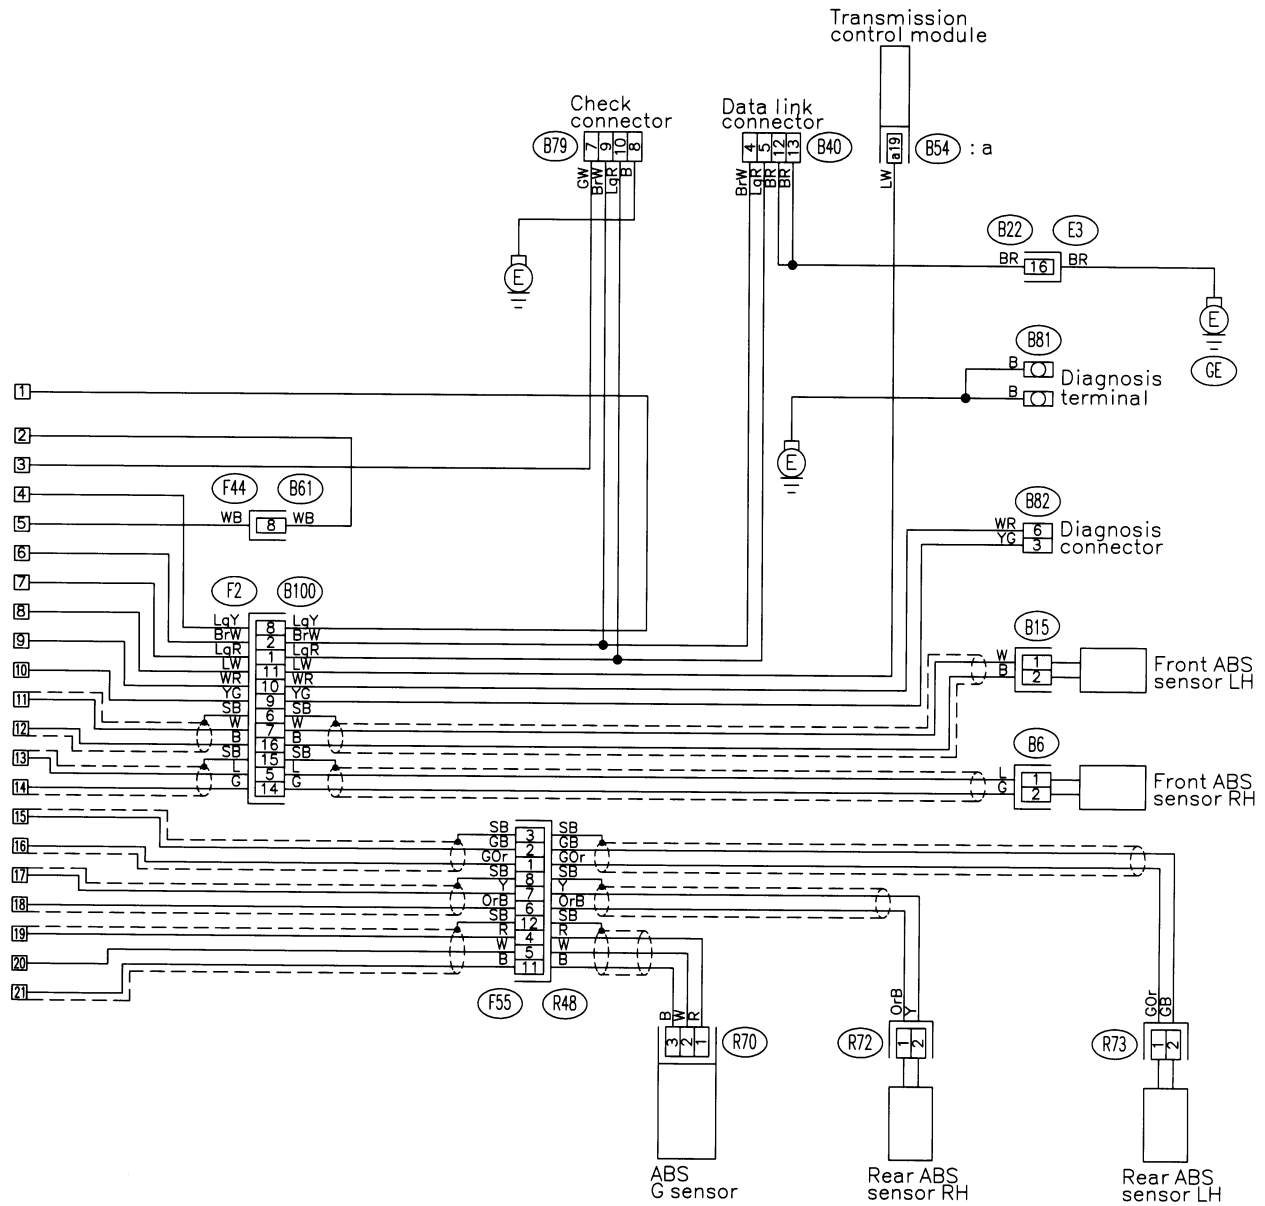 Transmission
control module
Check
connector
Data link
connector
B79
7 9 10 8
4 5 12 13
B40
a19
B54 : a
GW BrW LgR B
BrW LgR BR BR
LW
B22 E3
BR 16 BR
E
E
GE
B81
B
B
Diagnosis
terminal
E
1
2
3
4
5
6
7
8
9
10
11
12
13
14
15
16
17
18
19
20
21
F44 B61
WB 8 WB
B82
WR 6
YG 3
Diagnosis
connector
F2 B100
LgY 8 LgY
BrW 2 BrW
LgR 1 LgR
LW 11 LW
WR 10 WR
YG 9 YG
SB 6 SB
W 7 W
B 16 B
SB 15 SB
L 5 L
G 14 G
B15
W 1
B 2
Front ABS
sensor LH
B6
L 1
G 2
Front ABS
sensor RH
SB 3 SB
GB 2 GB
GOr 1 GOr
SB 8 SB
Y 7 Y
OrB 6 OrB
SB 12 SB
R 4 R
W 5 W
B 11 B
F55 R48
B W R
3 2 1
R70
ABS
G sensor
OrB Y
R72
1 2
Rear ABS
sensor RH
GOr GB
R73
1 2
Rear ABS
sensor LH